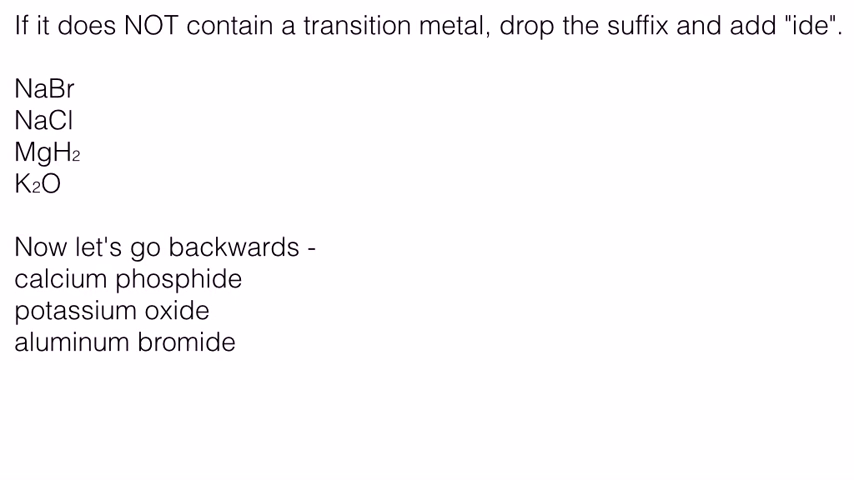 If it does NOT contain a transition metal, drop the suffix and add "ide".
NaBr
NaCl
MgH₂
K₂O
Now let's go backwards -
calcium phosphide
potassium oxide
aluminum bromide